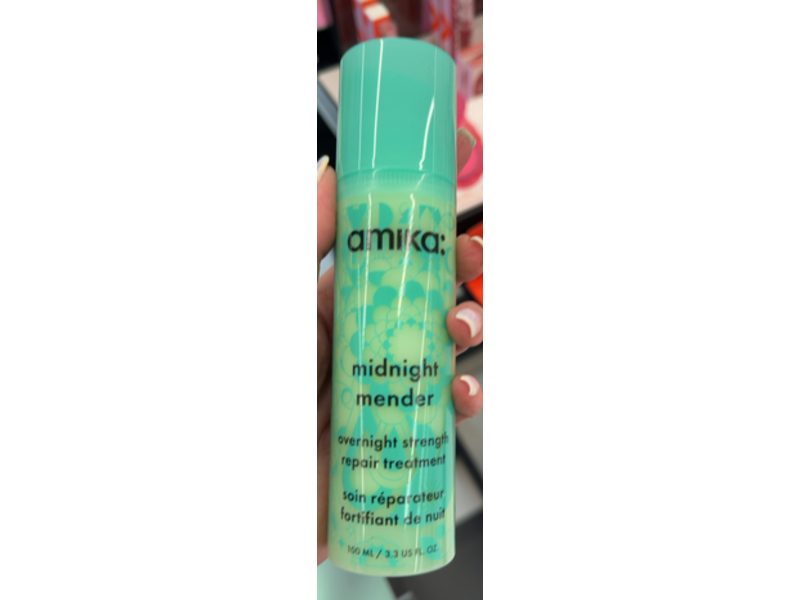 amika:
midnight
mender
overnight strength
repair treatment
soin réparateur
fortifiant de nuit
100 ML / 3.3 US FL. OZ.